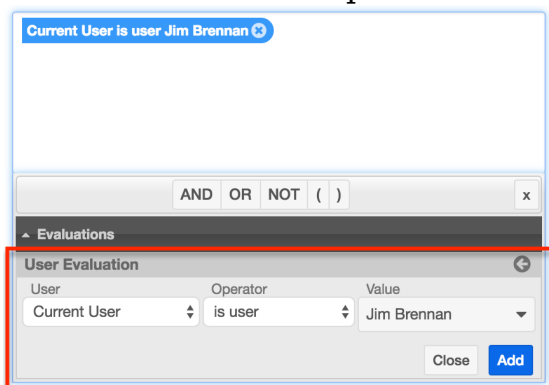 Current User is user Jim Brennan
AND OR NOT ( ) x
Evaluations
User Evaluation
User Operator Value
Current User is user Jim Brennan
Close Add